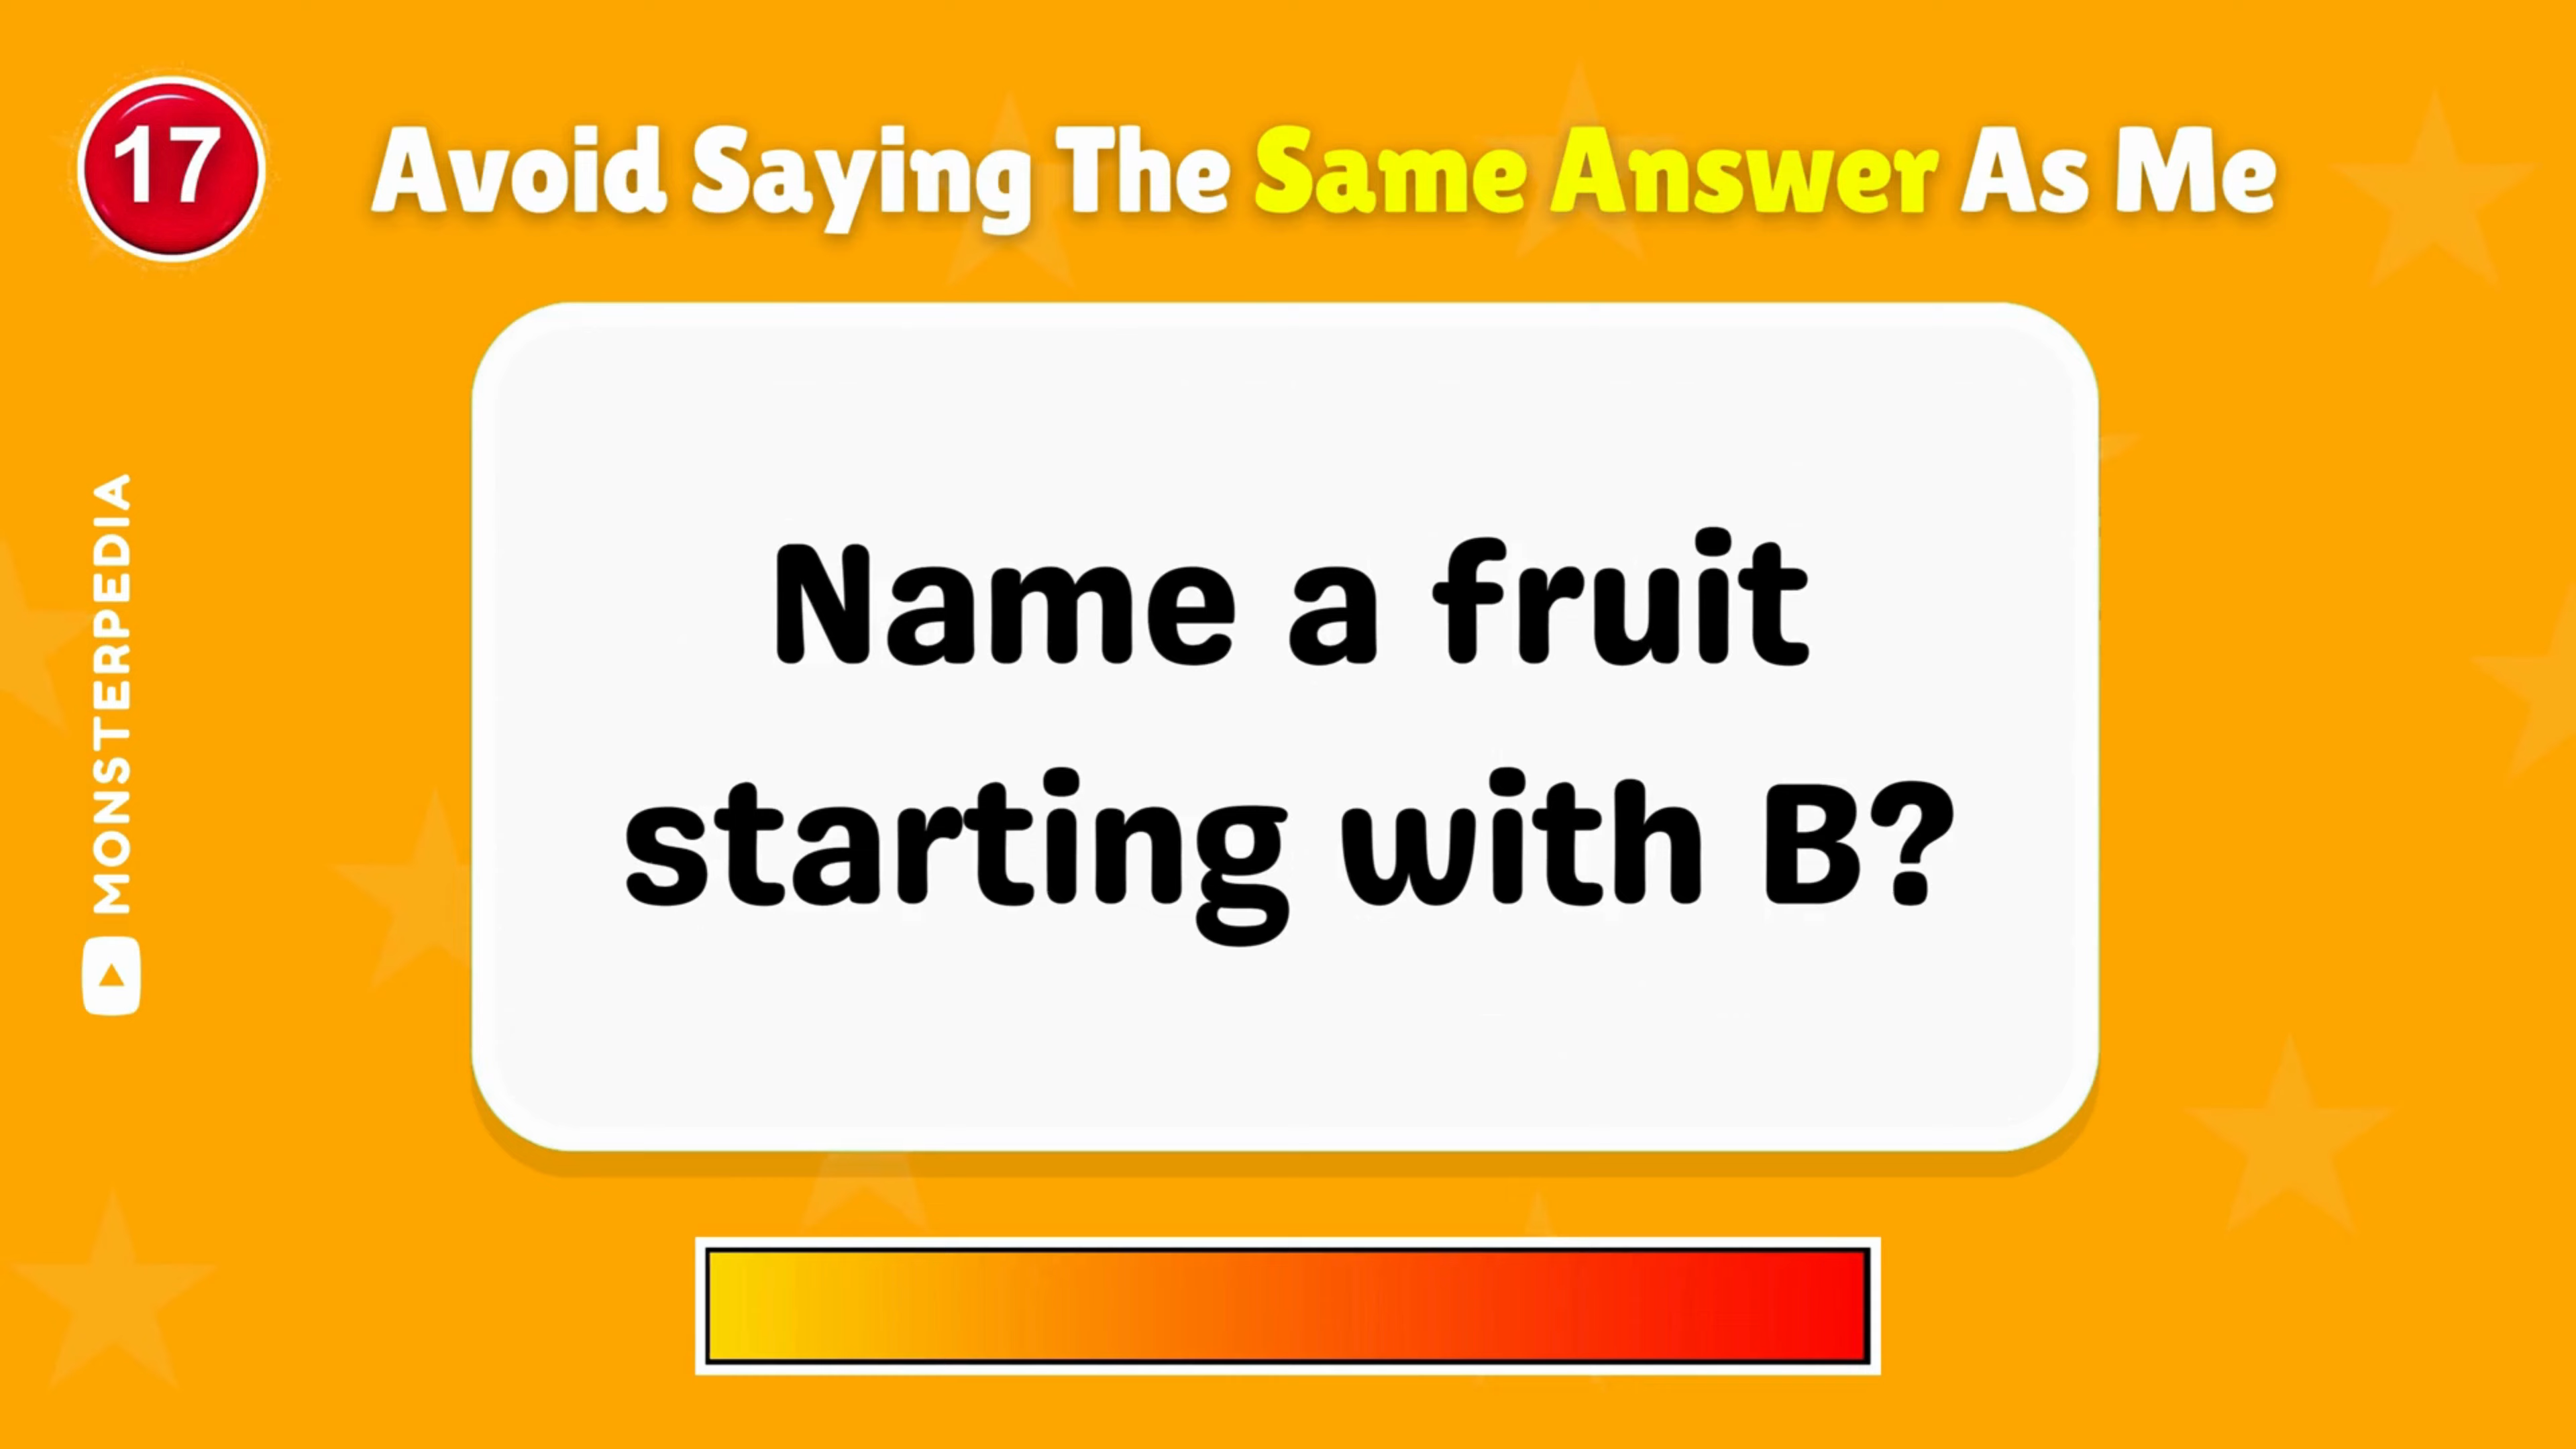 17
Avoid Saying The Same Answer As Me
Name a fruit
starting with B?
MONSTERPEDIA